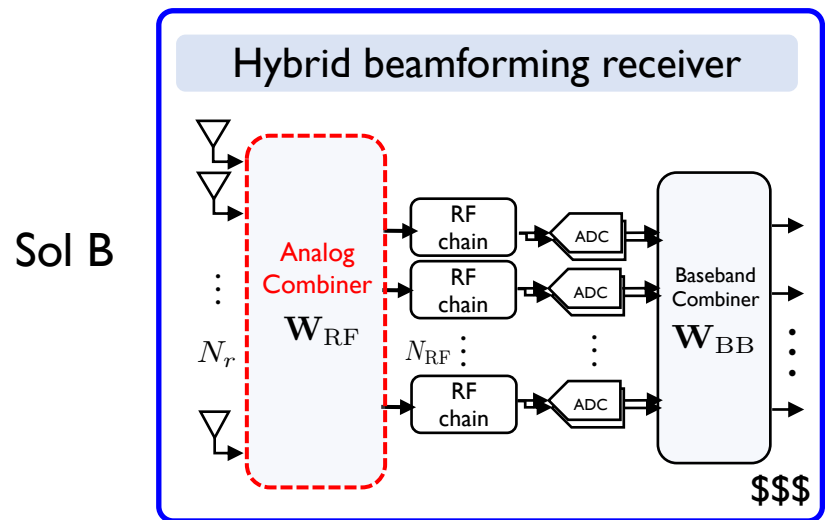 Hybrid beamforming receiver
Sol B
Analog
Combiner
W_RF
N_r
RF
chain
ADC
RF
chain
ADC
N_RF
RF
chain
ADC
Baseband
Combiner
W_BB
$$$